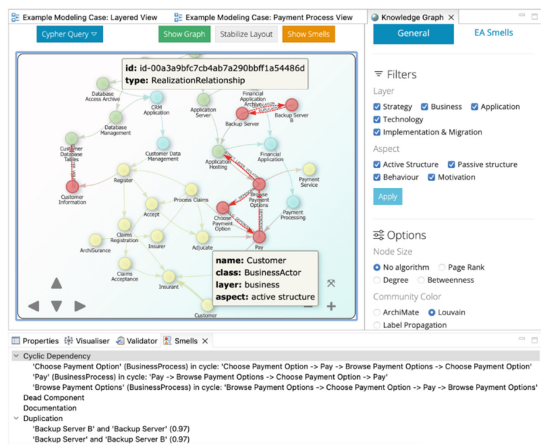 Example Modeling Case: Layered View
Example Modeling Case: Payment Process View
Cypher Query
Show Graph
Stabilize Layout
Show Smells
id: id-00a3a9bfc7cb4ab7a290bbff1a54486d
type: RealizationRelationship
Database
Access Archive
CRM
Application
Application
Server
Financial
Application
Backup Server
Backup Server
B
Database
Management
Customer
Database
Tables
Customer Data
Management
Application
Hosting
Financial
Application
Customer
Information
Register
Process Claims
Browse
Payment
Options
Payment
Service
Accept
Choose
Payment
Option
Payment
Processing
Claims
Registration
ArchiSurance
Insurer
Adjudicate
Pay
Claims
Acceptance
Insurant
Customer
name: Customer
class: BusinessActor
layer: business
aspect: active structure
Knowledge Graph
General
EA Smells
Filters
Layer
Strategy
Business
Application
Technology
Implementation & Migration
Aspect
Active Structure
Passive structure
Behaviour
Motivation
Apply
Options
Node Size
No algorithm
Page Rank
Degree
Betweenness
Community Color
ArchiMate
Louvain
Label Propagation
Properties
Visualiser
Validator
Smells
Cyclic Dependency
'Choose Payment Option' (BusinessProcess) in cycle: 'Choose Payment Option -> Pay -> Browse Payment Options -> Choose Payment Option'
'Pay' (BusinessProcess) in cycle: 'Pay -> Browse Payment Options -> Choose Payment Option -> Pay'
'Browse Payment Options' (BusinessProcess) in cycle: 'Browse Payment Options -> Choose Payment Option -> Pay -> Browse Payment Options'
Dead Component
Documentation
Duplication
'Backup Server B' and 'Backup Server' (0.97)
'Backup Server' and 'Backup Server B' (0.97)